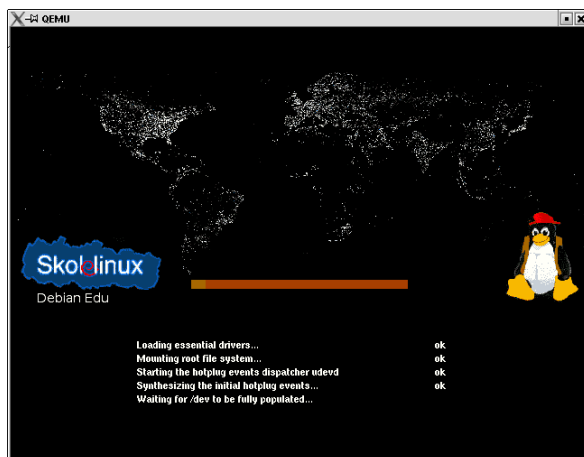 QEMU
Skolelinux
Debian Edu
Loading essential drivers... ok
Mounting root file system... ok
Starting the hotplug events dispatcher udevd ok
Synthesizing the initial hotplug events... ok
Waiting for /dev to be fully populated...